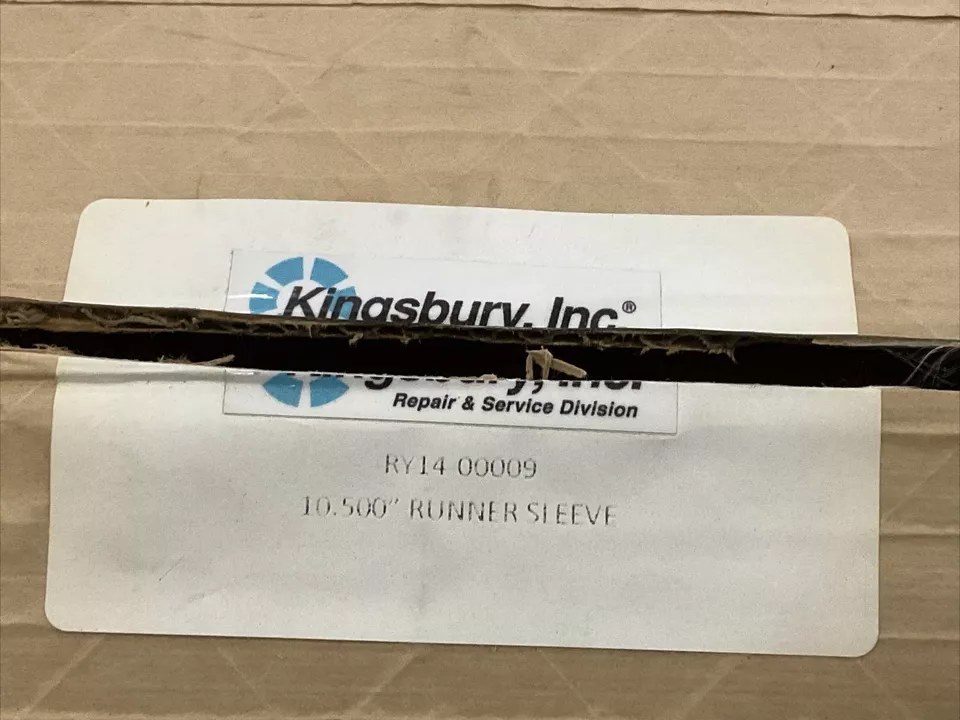 Kingsbury, Inc.®
Repair & Service Division
RY14-00009
10.500" RUNNER SLEEVE